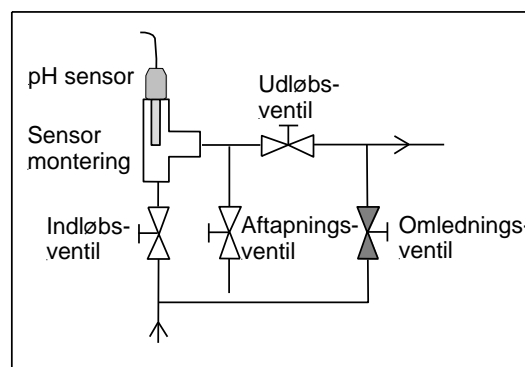 pH sensor
Sensor
montering
Udløbs-
ventil
Indløbs-
ventil
Aftapnings-
ventil
Omlednings-
ventil